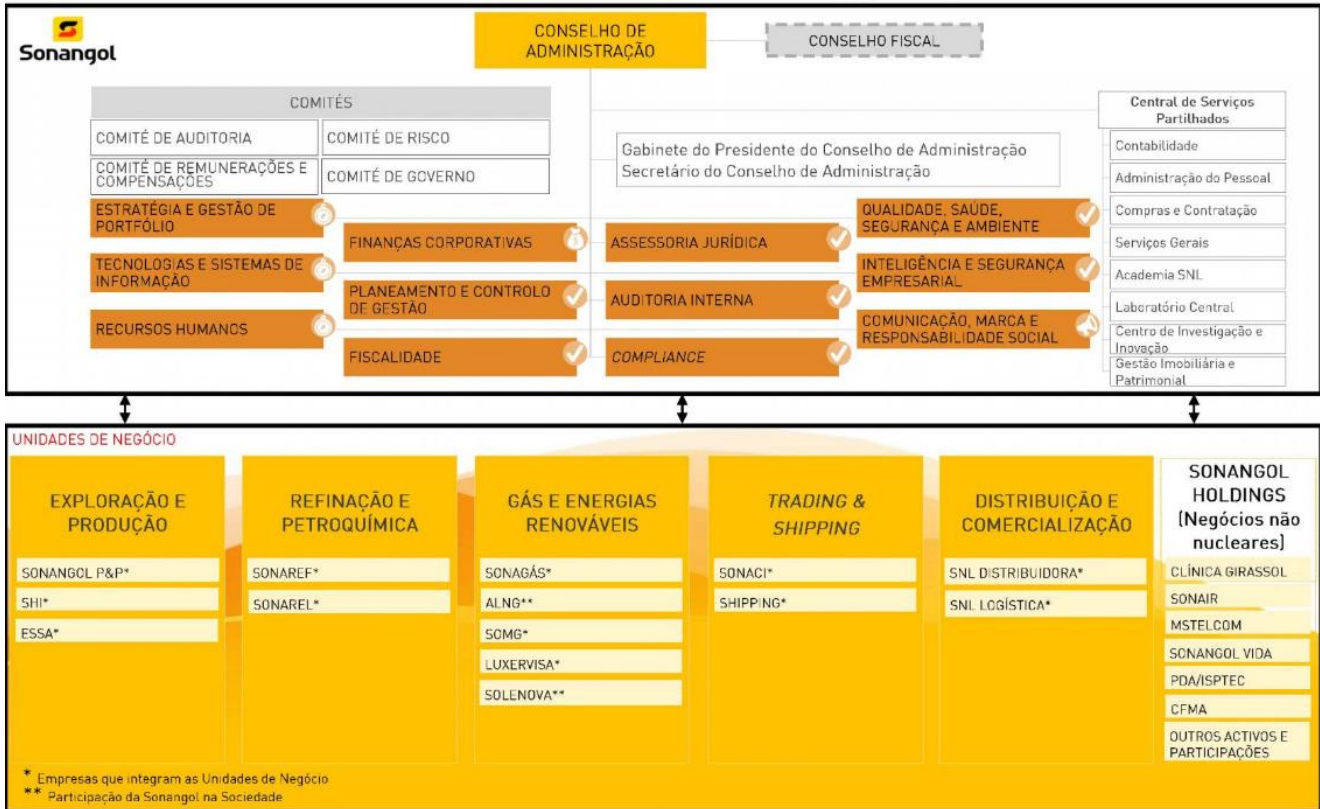 Sonangol
CONSELHO DE
ADMINISTRAÇÃO
CONSELHO FISCAL
COMITÉS
COMITÉ DE AUDITORIA
COMITÉ DE RISCO
COMITÉ DE REMUNERAÇÕES E
COMPENSAÇÕES
COMITÉ DE GOVERNO
Gabinete do Presidente do Conselho de Administração
Secretário do Conselho de Administração
Central de Serviços
Partilhados
Contabilidade
Administração do Pessoal
Compras e Contratação
Serviços Gerais
Academia SNL
Laboratório Central
Centro de Investigação e
Inovação
Gestão Imobiliária e
Patrimonial
ESTRATÉGIA E GESTÃO DE
PORTFÓLIO
TECNOLOGIAS E SISTEMAS DE
INFORMAÇÃO
RECURSOS HUMANOS
FINANÇAS CORPORATIVAS
PLANEAMENTO E CONTROLO
DE GESTÃO
FISCALIDADE
ASSESSORIA JURÍDICA
AUDITORIA INTERNA
COMPLIANCE
QUALIDADE, SAÚDE,
SEGURANÇA E AMBIENTE
INTELIGÊNCIA E SEGURANÇA
EMPRESARIAL
COMUNICAÇÃO, MARCA E
RESPONSABILIDADE SOCIAL
UNIDADES DE NEGÓCIO
EXPLORAÇÃO E
PRODUÇÃO
SONANGOL P&P*
SHI*
ESSA*
REFINAÇÃO E
PETROQUÍMICA
SONAREF*
SONAREL*
GÁS E ENERGIAS
RENOVÁVEIS
SONAGÁS*
ALNG**
SOMG*
LUXERVISA*
SOLENOVA**
TRADING &
SHIPPING
SONACI*
SHIPPING*
DISTRIBUIÇÃO E
COMERCIALIZAÇÃO
SNL DISTRIBUIDORA*
SNL LOGÍSTICA*
SONANGOL
HOLDINGS
(Negócios não
nucleares)
CLÍNICA GIRASSOL
SONAIR
MSTELCOM
SONANGOL VIDA
PDA/ISPTEC
CFMA
OUTROS ACTIVOS E
PARTICIPAÇÕES
* Empresas que integram as Unidades de Negócio
** Participação da Sonangol na Sociedade